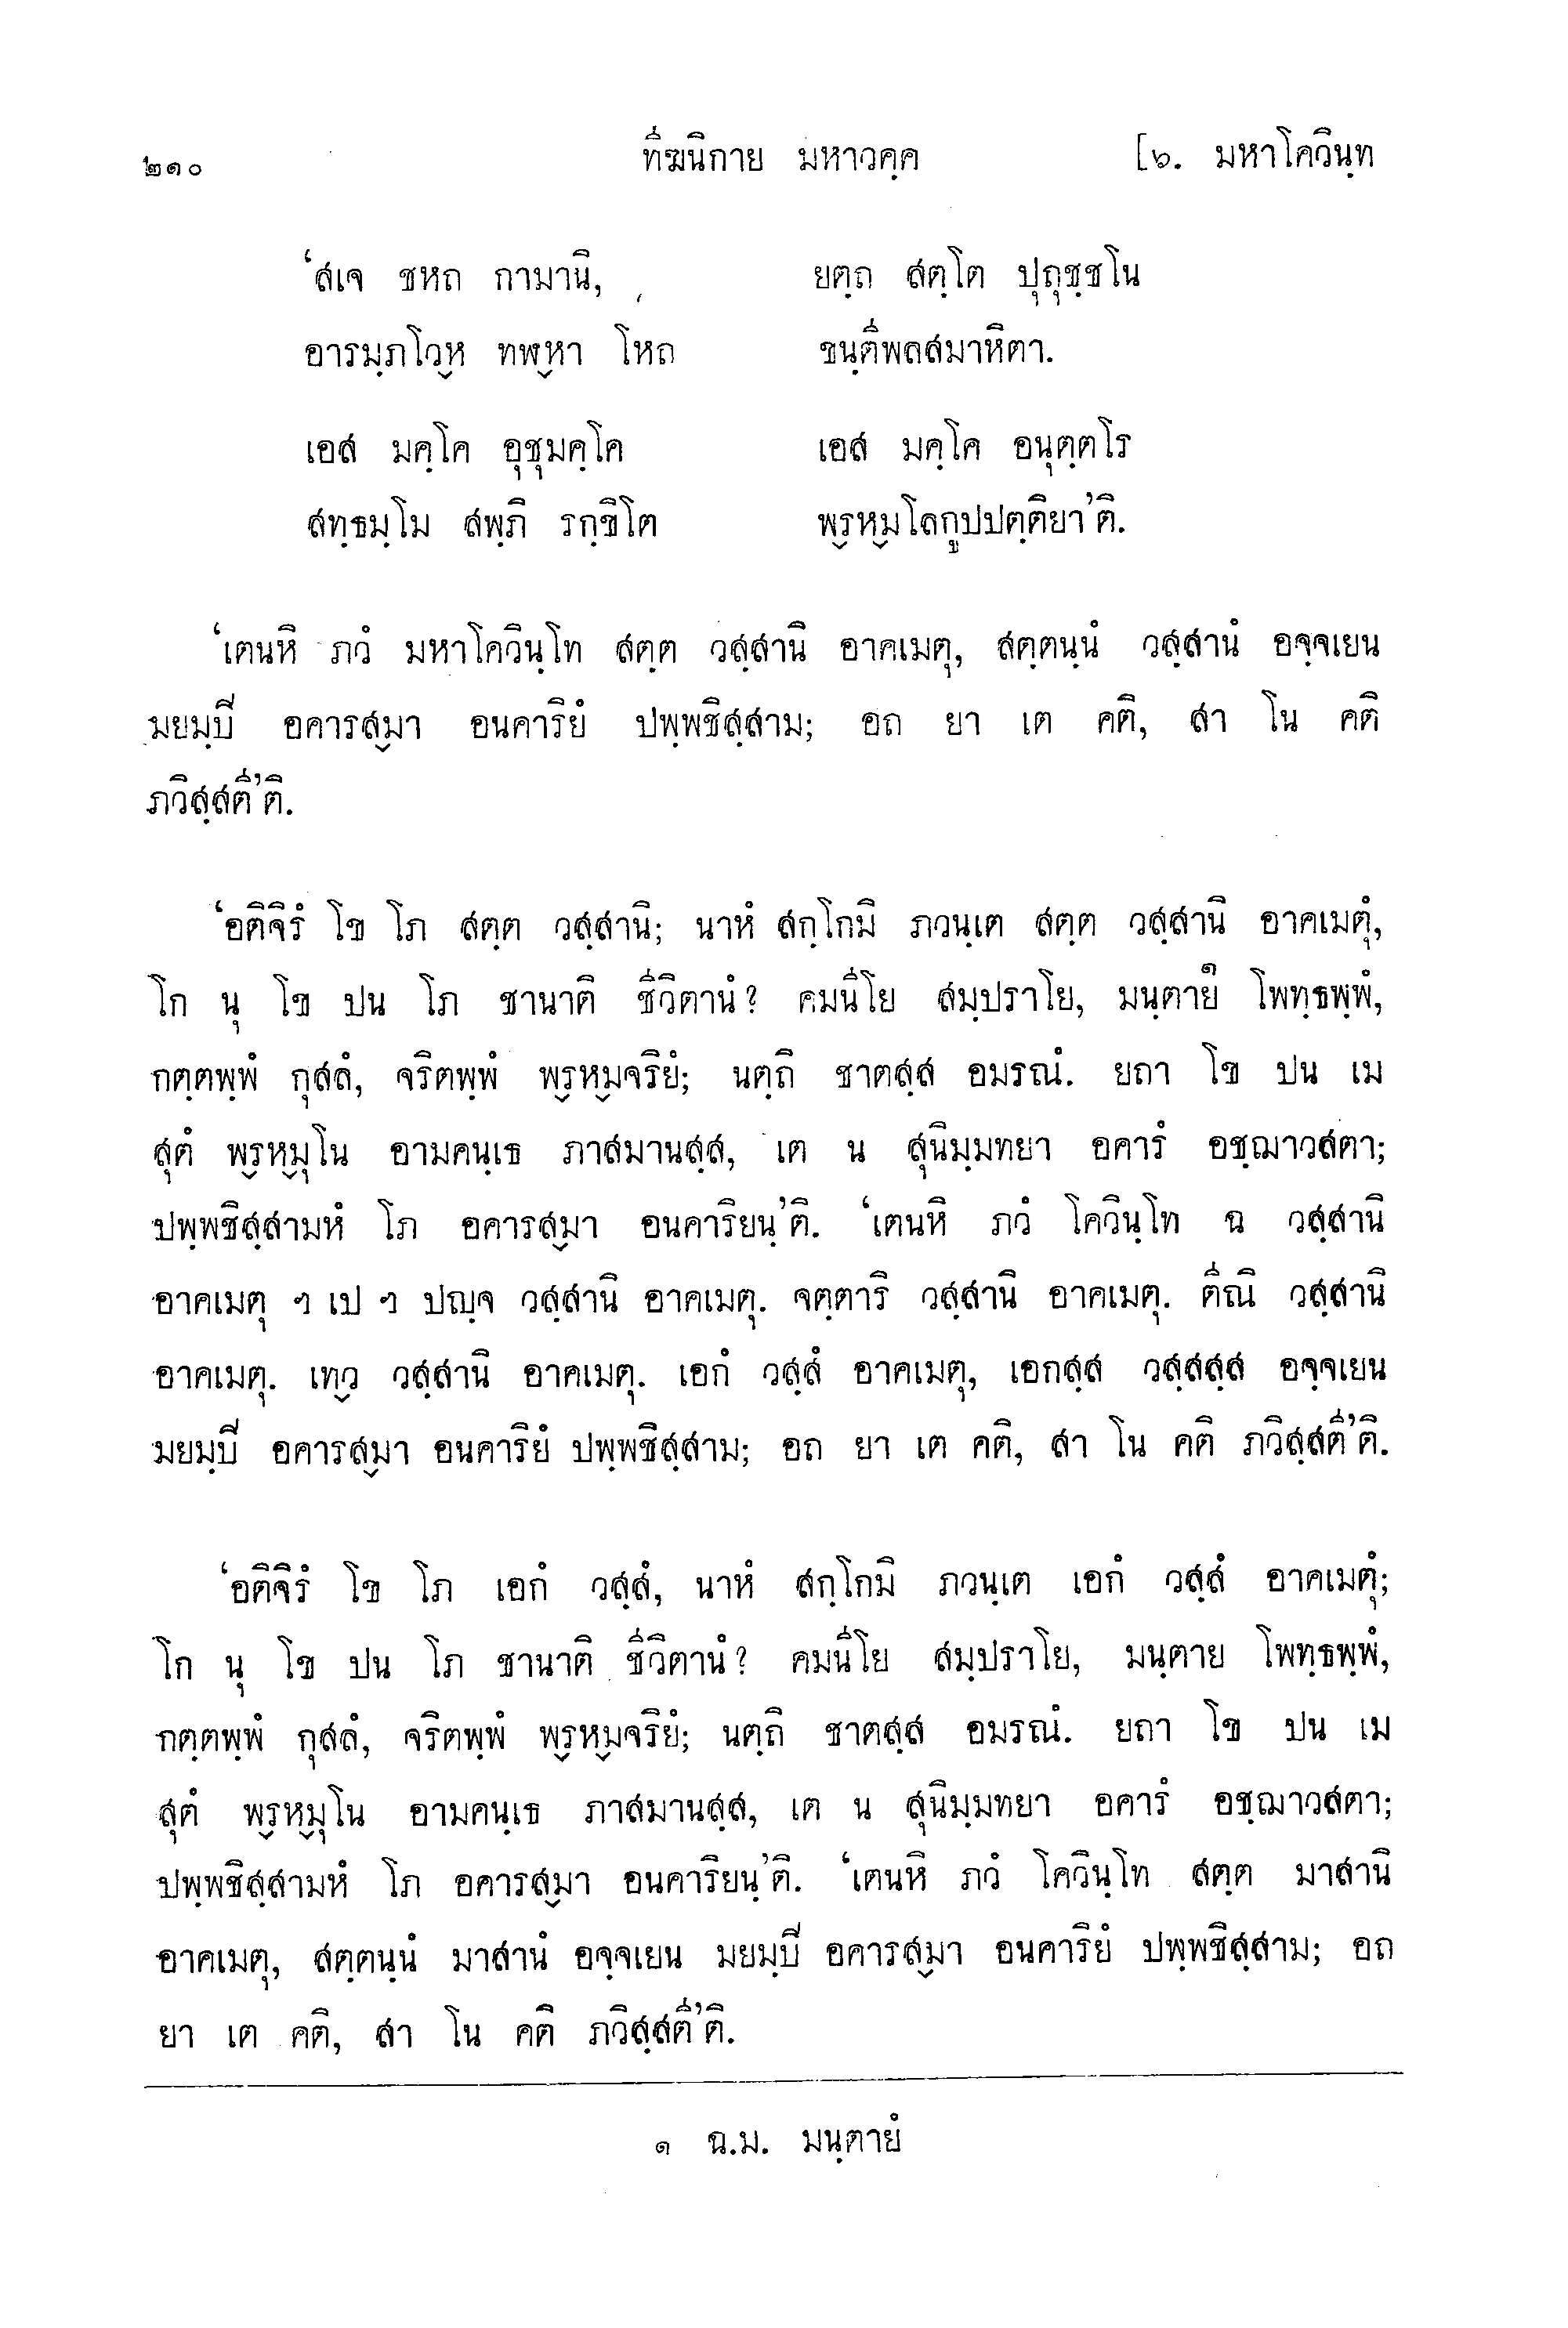 ๒๑๐ ทีฆนิกาย มหาวคฺค [๖. มหาโควินฺท
‘สเจ ชหถ กามานิ, ยตฺถ สตฺโต ปุถุชฺชโน
อารมฺภโวฺห ทฬฺหา โหถ ขนฺติพลสมาหิตา.
เอส มคฺโค อุชุมคฺโค เอส มคฺโค อนุตฺตโร
สทฺธมฺโม สพฺภิ รกฺขิโต พฺรหฺมโลกูปปตฺติยา’ติ.
‘เตนหิ ภวํ มหาโควินฺโท สตฺต วสฺสานิ อาคเมตุ, สตฺตนฺนํ วสฺสานํ อจฺจเยน
มยมฺปิ อคารสฺมา อนคาริยํ ปพฺพชิสฺสาม; อถ ยา เต คติ, สา โน คติ
ภวิสฺสตี’ติ.
‘อติจิรํ โข โภ สตฺต วสฺสานิ; นาหํ สกฺโกมิ ภวนฺเต สตฺต วสฺสานิ อาคเมตุํ,
โก นุ โข ปน โภ ชานาติ ชีวิตานํ? คมนีโย สมฺปราโย, มนฺตาย๑ โพทฺธพฺพํ,
กตฺตพฺพํ กุสลํ, จริตพฺพํ พฺรหฺมจริยํ; นตฺถิ ชาตสฺส อมรณํ. ยถา โข ปน เม
สุตํ พฺรหฺมุโน อามคนฺเธ ภาสมานสฺส, เต น สุนิมฺมทยา อคารํ อชฺฌาวสตา;
ปพฺพชิสฺสามหํ โภ อคารสฺมา อนคาริยนฺ’ติ. ‘เตนหิ ภวํ โควินฺโท ฉ วสฺสานิ
อาคเมตุ ฯ เป ฯ ปญฺจ วสฺสานิ อาคเมตุ. จตฺตาริ วสฺสานิ อาคเมตุ. ตีณิ วสฺสานิ
อาคเมตุ. เทฺว วสฺสานิ อาคเมตุ. เอกํ วสฺสํ อาคเมตุ, เอกสฺส วสฺสสฺส อจฺจเยน
มยมฺปิ อคารสฺมา อนคาริยํ ปพฺพชิสฺสาม; อถ ยา เต คติ, สา โน คติ ภวิสฺสตี’ติ.
‘อติจิรํ โข โภ เอกํ วสฺสํ, นาหํ สกฺโกมิ ภวนฺเต เอกํ วสฺสํ อาคเมตุํ;
โก นุ โข ปน โภ ชานาติ ชีวิตานํ? คมนีโย สมฺปราโย, มนฺตาย โพทฺธพฺพํ,
กตฺตพฺพํ กุสลํ, จริตพฺพํ พฺรหฺมจริยํ; นตฺถิ ชาตสฺส อมรณํ. ยถา โข ปน เม
สุตํ พฺรหฺมุโน อามคนฺเธ ภาสมานสฺส, เต น สุนิมฺมทยา อคารํ อชฺฌาวสตา;
ปพฺพชิสฺสามหํ โภ อคารสฺมา อนคาริยนฺ’ติ. ‘เตนหิ ภวํ โควินฺโท สตฺต มาสานิ
อาคเมตุ, สตฺตนฺนํ มาสานํ อจฺจเยน มยมฺปิ อคารสฺมา อนคาริยํ ปพฺพชิสฺสาม; อถ
ยา เต คติ, สา โน คติ ภวิสฺสตี’ติ.
๑ ฉ.ม. มนฺตายํ